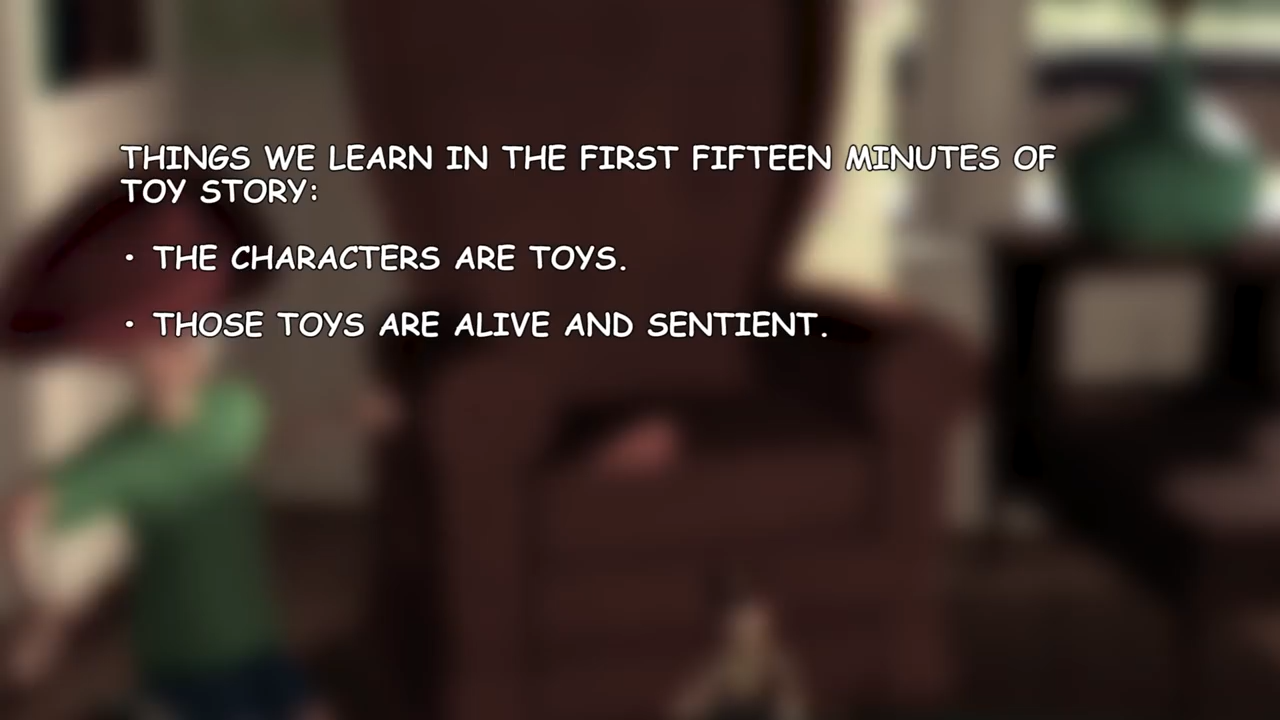 THINGS WE LEARN IN THE FIRST FIFTEEN MINUTES OF
TOY STORY:
• THE CHARACTERS ARE TOYS.
• THOSE TOYS ARE ALIVE AND SENTIENT.